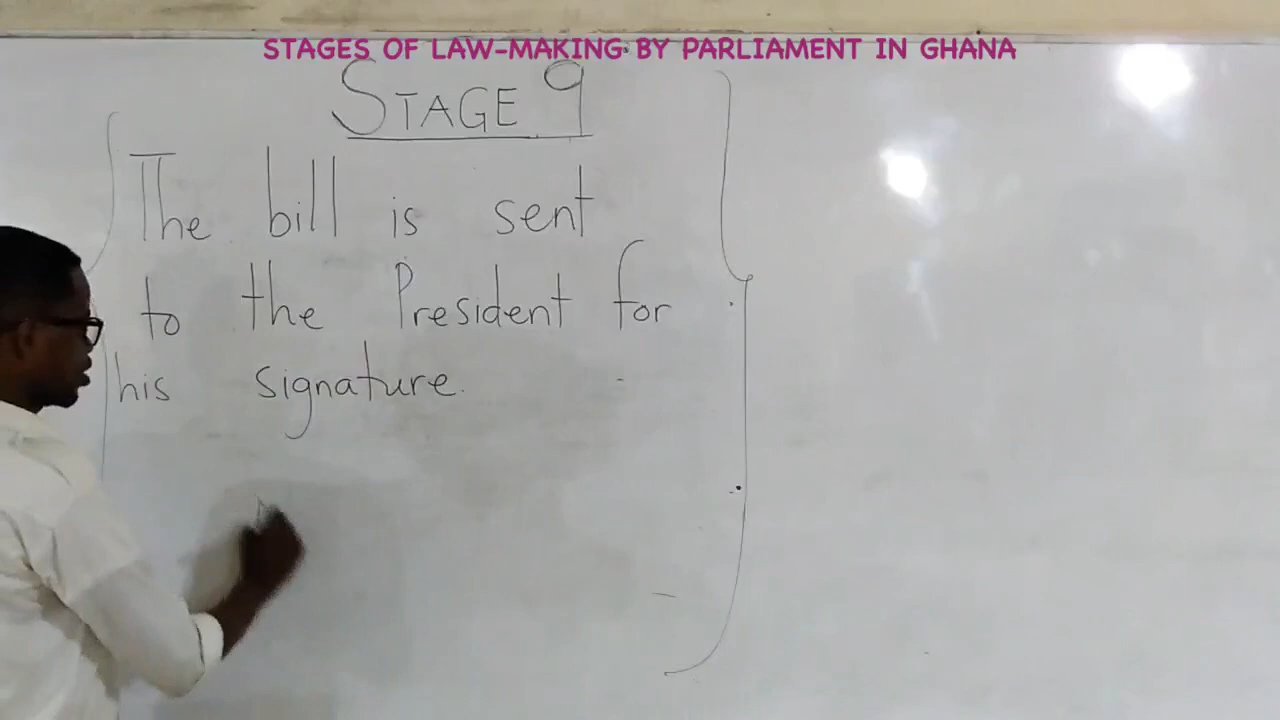 STAGES OF LAW-MAKING BY PARLIAMENT IN GHANA
STAGE 9
The bill is sent
to the President for
his signature.